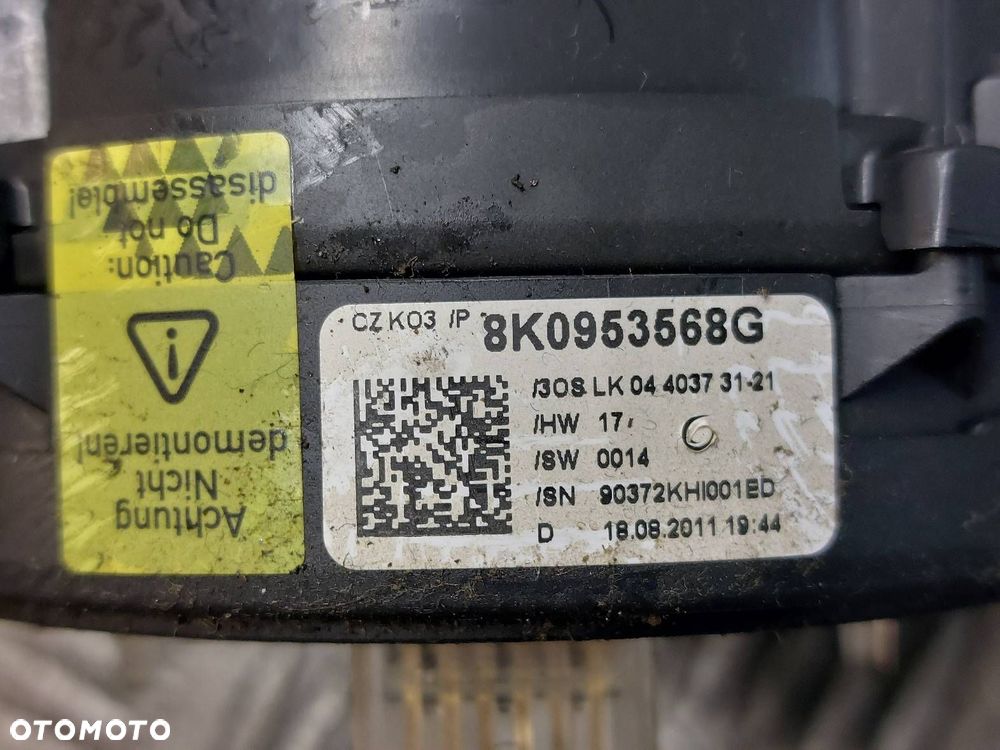 Caution:
Do not
disassemble!
Achtung
Nicht
demontieren!
CZ K03 /P 8K0953568G
/3OS LK 04 4037 31-21
/HW 17
/SW 0014
/SN 90372KHI001ED
D 18.08.2011 19:44
OTOMOTO